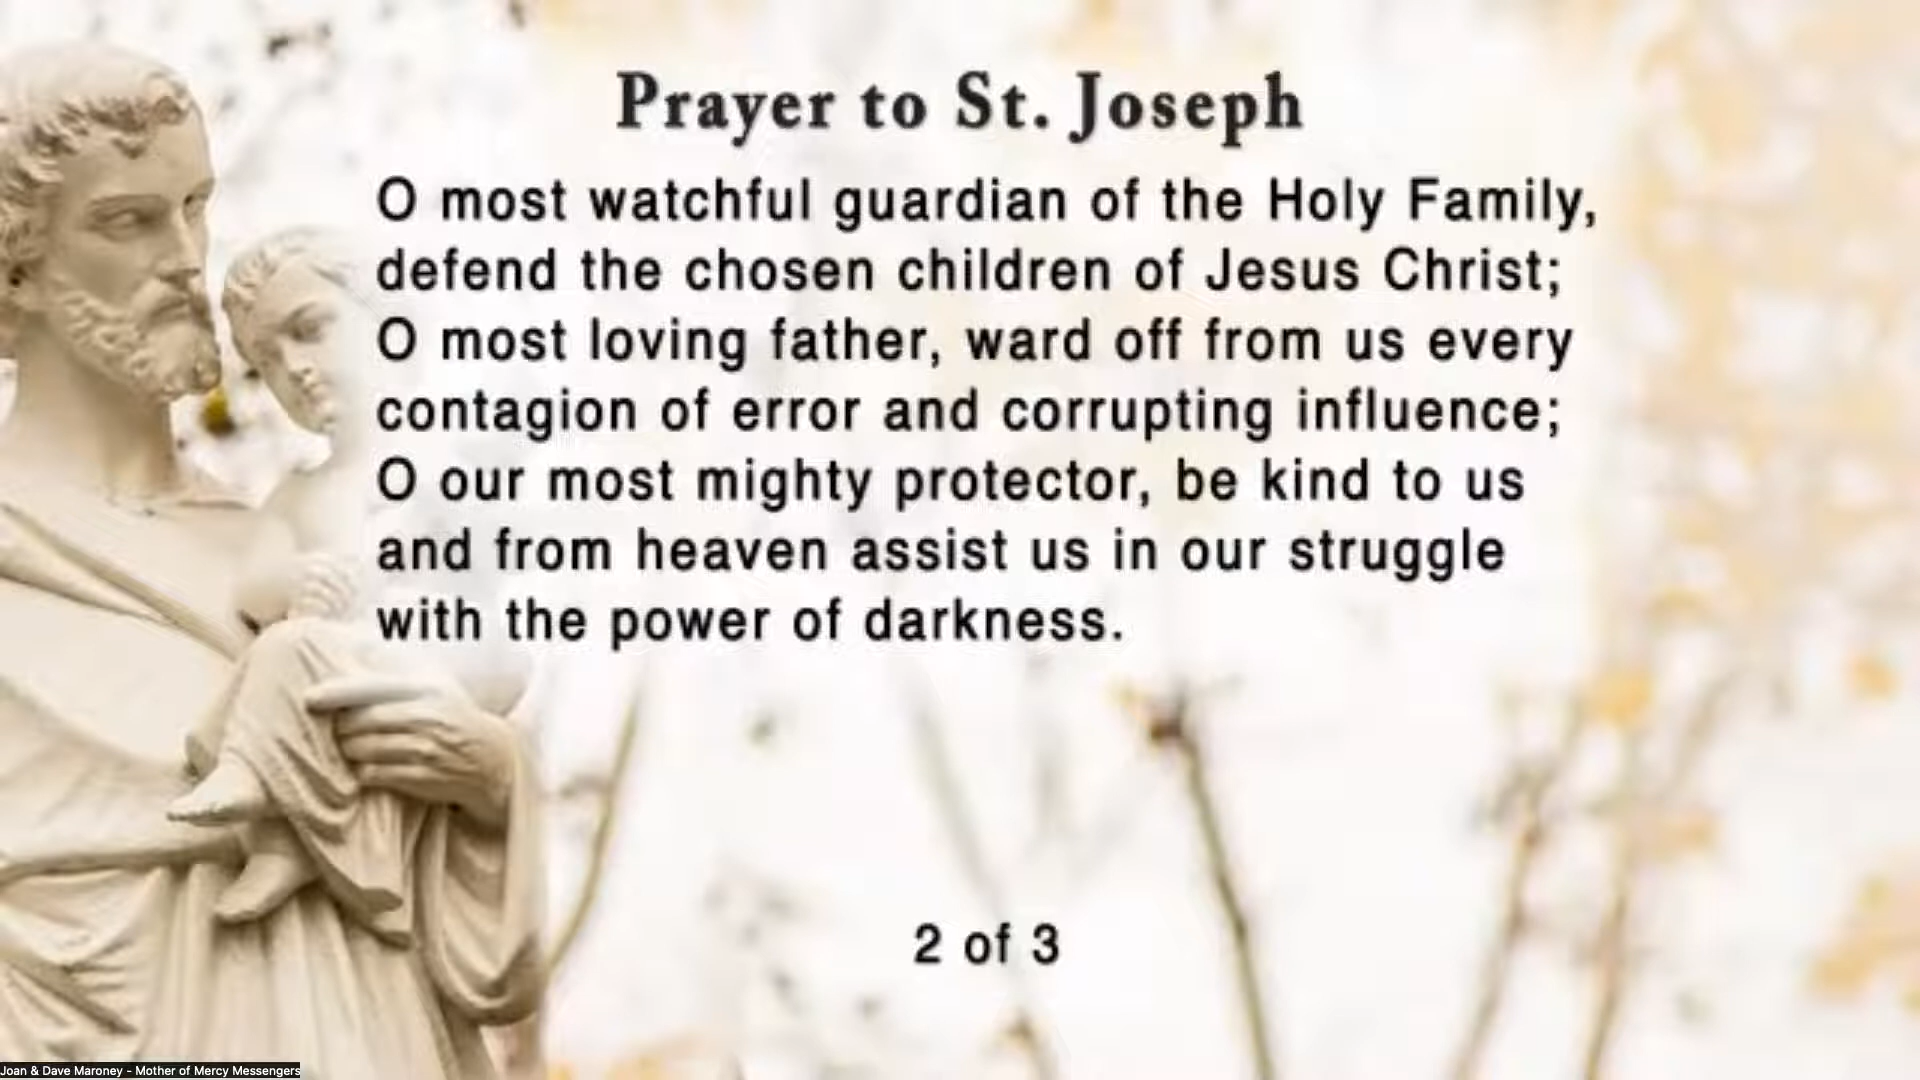 Prayer to St. Joseph
O most watchful guardian of the Holy Family,
defend the chosen children of Jesus Christ;
O most loving father, ward off from us every
contagion of error and corrupting influence;
O our most mighty protector, be kind to us
and from heaven assist us in our struggle
with the power of darkness.
2 of 3
Joan & Dave Maroney - Mother of Mercy Messengers